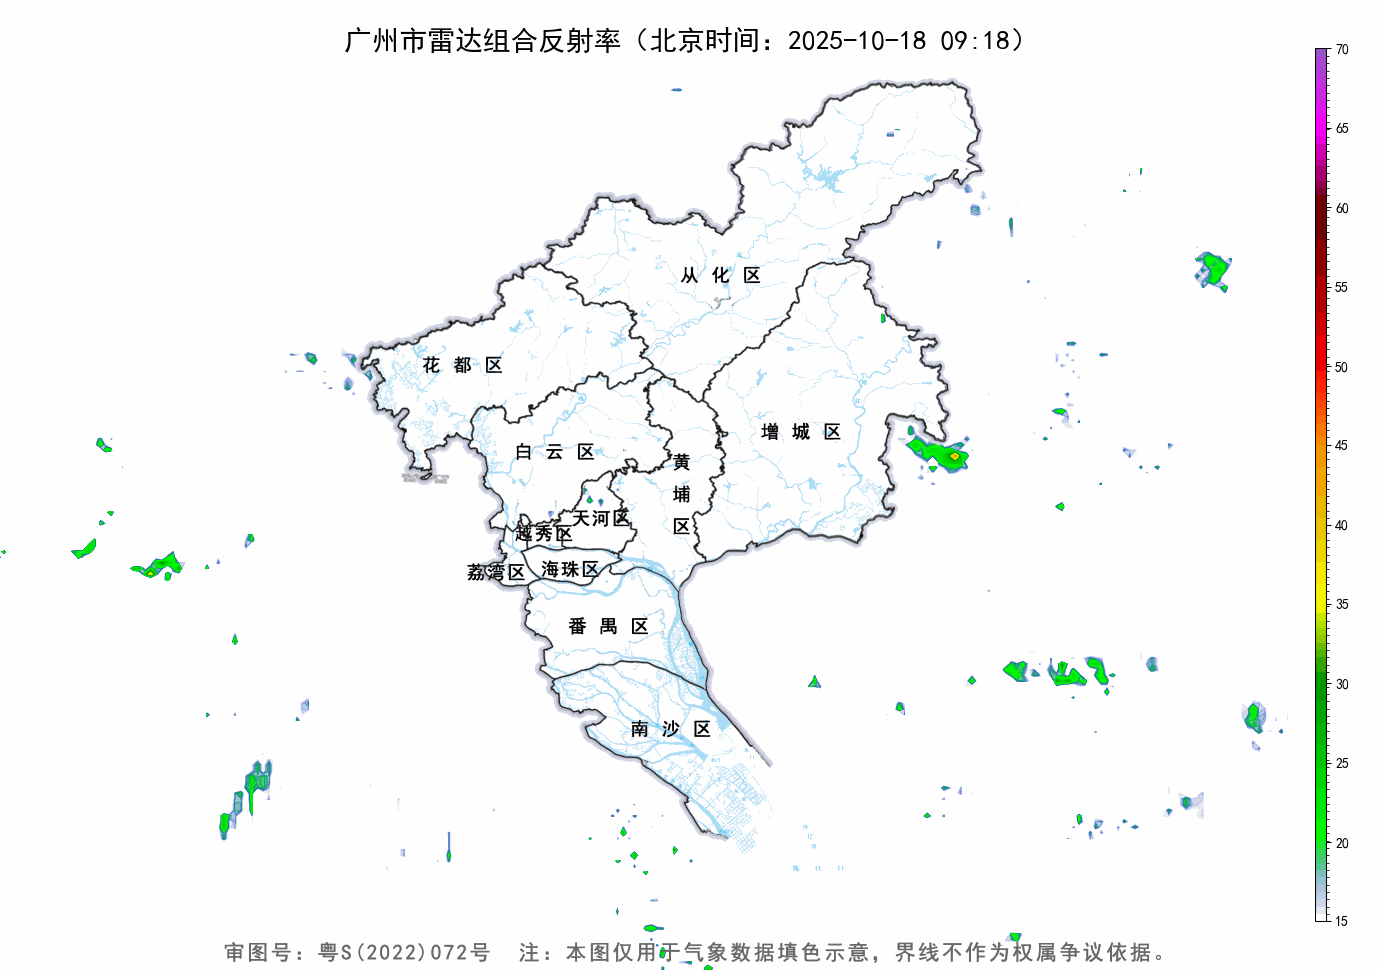 广州市雷达组合反射率（北京时间：2025-10-18 09:18）
70
65
60
55
50
45
40
35
30
25
20
15
从化区
花都区
增城区
白云区
黄埔区
天河区
越秀区
荔湾区
海珠区
番禺区
南沙区
审图号：粤S(2022)072号 注：本图仅用于气象数据填色示意，界线不作为权属争议依据。